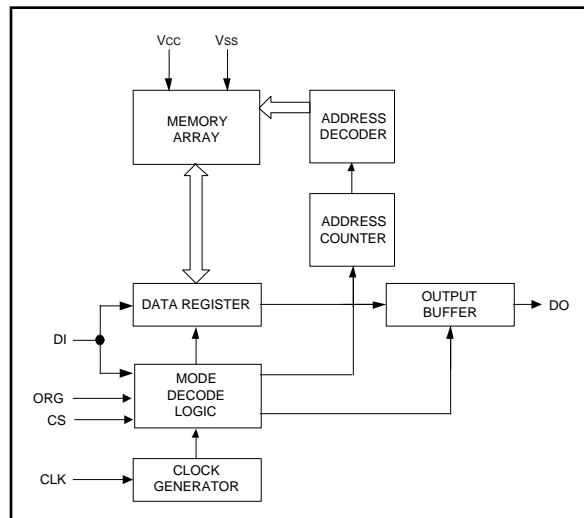 Vcc
Vss
MEMORY
ARRAY
ADDRESS
DECODER
ADDRESS
COUNTER
DATA REGISTER
OUTPUT
BUFFER
DO
DI
MODE
DECODE
LOGIC
ORG
CS
CLK
CLOCK
GENERATOR